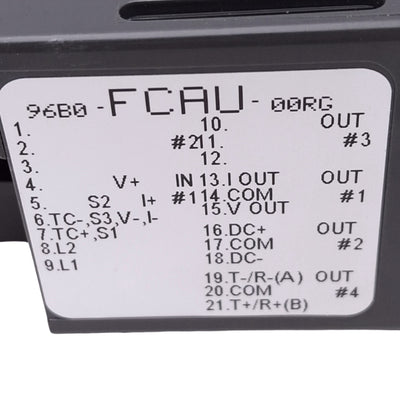 96B0 - FCAU - 00RG
1. 10. OUT
2. #2 11. #3
3. 12.
4. V+ IN 13. I OUT OUT
5. S2 I+ #1 14. COM #1
6. TC-,S3,V-,I- 15. V OUT
7. TC+,S1 16. DC+ OUT
8. L2 17. COM #2
9. L1 18. DC-
19. T-/R-(A) OUT
20. COM #4
21. T+/R+(B)